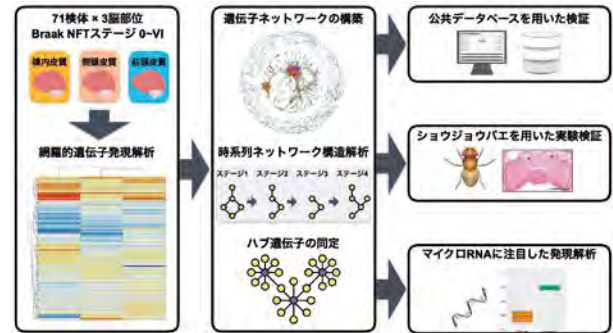 71検体 × 3脳部位
Braak NFTステージ 0~VI
嗅内皮質
側頭皮質
前頭皮質
網羅的遺伝子発現解析
遺伝子ネットワークの構築
時系列ネットワーク構造解析
ステージ1
ステージ2
ステージ3
ステージ4
ハブ遺伝子の同定
公共データベースを用いた検証
ショウジョウバエを用いた実験検証
マイクロRNAに注目した発現解析